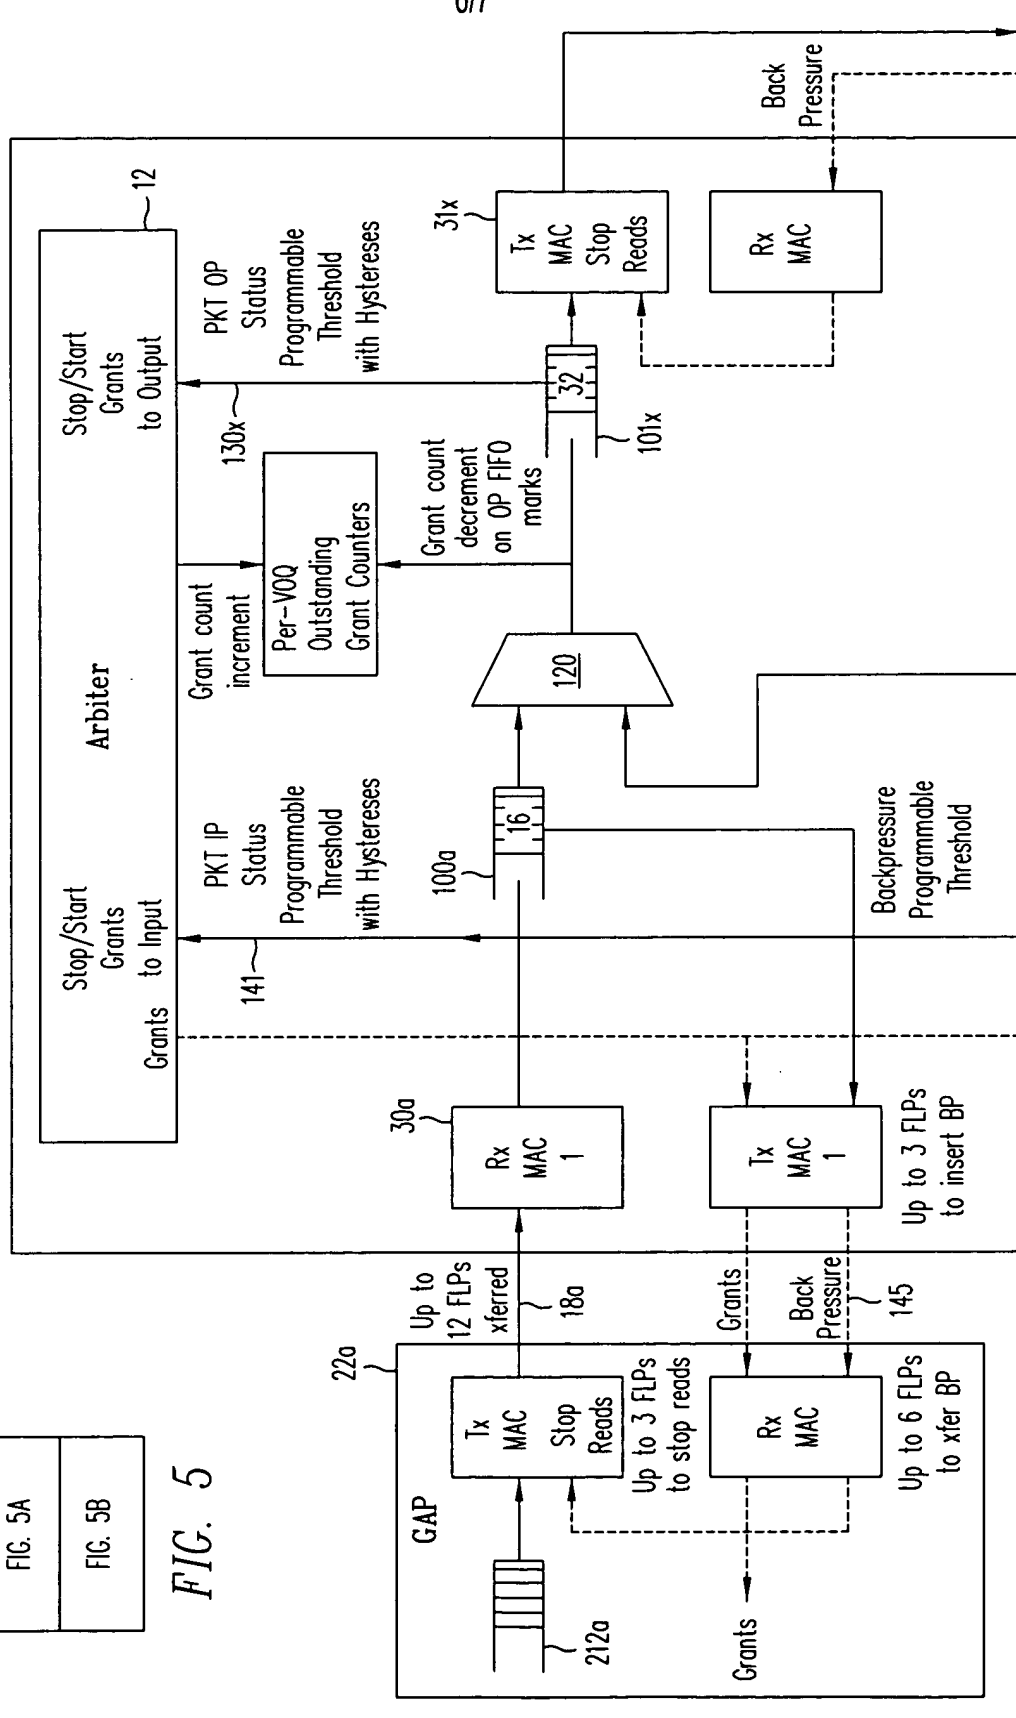 6/7
FIG. 5A
FIG. 5B
FIG. 5
12
Arbiter
Stop/Start
Grants
to Input
Grants
Stop/Start
Grants
to Output
141
PKT IP
Status
Programmable
Threshold
with Hystereses
Grant count
increment
Per-VOQ
Outstanding
Grant Counters
130x
PKT OP
Status
Programmable
Threshold
with Hystereses
Grant count
decrement
on OP FIFO
marks
22a
GAP
212a
Tx
MAC
Stop
Reads
Up to 3 FLPs
to stop reads
Up to
12 FLPs
xferred
18a
30a
Rx
MAC
1
100a
16
120
32
101x
31x
Tx
MAC
Stop
Reads
Grants
Rx
MAC
Up to 6 FLPs
to xfer BP
Grants
Back
Pressure
145
Tx
MAC
1
Up to 3 FLPs
to insert BP
Backpressure
Programmable
Threshold
Rx
MAC
Back
Pressure